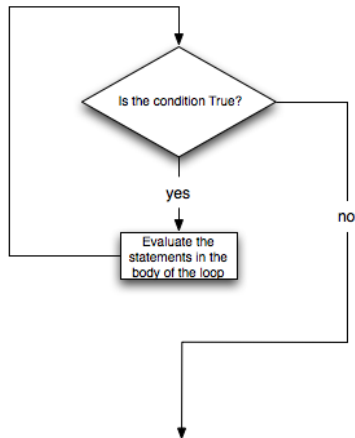 Is the condition True?
yes
no
Evaluate the
statements in the
body of the loop